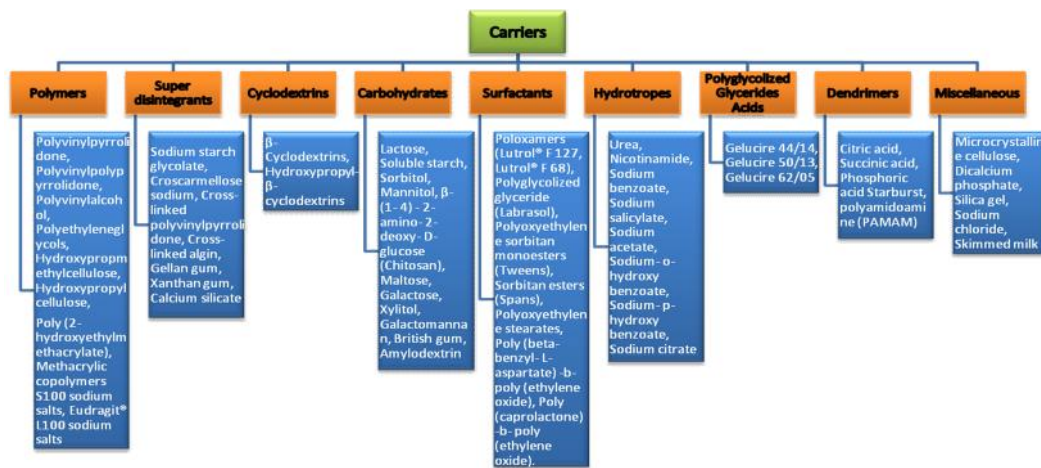 Carriers
Polymers
Super
disintegrants
Cyclodextrins
Carbohydrates
Surfactants
Hydrotropes
Polyglycolized
Glycerides
Acids
Dendrimers
Miscellaneous
Polyvinylpyrroli
done,
Polyvinylpolypy
rrolidone,
Polyvinylalcoh
ol,
Polyethylenegl
ycols,
Hydroxypropm
ethylcellulose,
Hydroxypropyl
cellulose,
Poly (2-
hydroxyethylm
ethacrylate),
Methacrylic
copolymers
S100 sodium
salts, Eudragit®
L100 sodium
salts
Sodium starch
glycolate,
Croscarmellose
sodium, Cross-
linked
polyvinylpyrroli
done, Cross-
linked algin,
Gellan gum,
Xanthan gum,
Calcium silicate
β-
Cyclodextrins,
Hydroxypropyl-
β-
cyclodextrins
Lactose,
Soluble starch,
Sorbitol,
Mannitol, β-
(1- 4) - 2-
amino- 2-
deoxy- D-
glucose
(Chitosan),
Maltose,
Galactose,
Xylitol,
Galactomanna
n, British gum,
Amylodextrin
Poloxamers
(Lutrol® F 127,
Lutrol® F 68),
Polyglycolized
glyceride
(Labrasol),
Polyoxyethylen
e sorbitan
monoesters
(Tweens),
Sorbitan esters
(Spans),
Polyoxyethylen
e stearates,
Poly (beta-
benzyl- L-
aspartate) -b-
poly (ethylene
oxide), Poly
(caprolactone)
-b- poly
(ethylene
oxide).
Urea,
Nicotinamide,
Sodium
benzoate,
Sodium
salicylate,
Sodium
acetate,
Sodium- o-
hydroxy
benzoate,
Sodium- p-
hydroxy
benzoate,
Sodium citrate
Gelucire 44/14,
Gelucire 50/13,
Gelucire 62/05
Citric acid,
Succinic acid,
Phosphoric
acid Starburst,
polyamidoam
ine (PAMAM)
Microcrystallin
e cellulose,
Dicalcium
phosphate,
Silica gel,
Sodium
chloride,
Skimmed milk